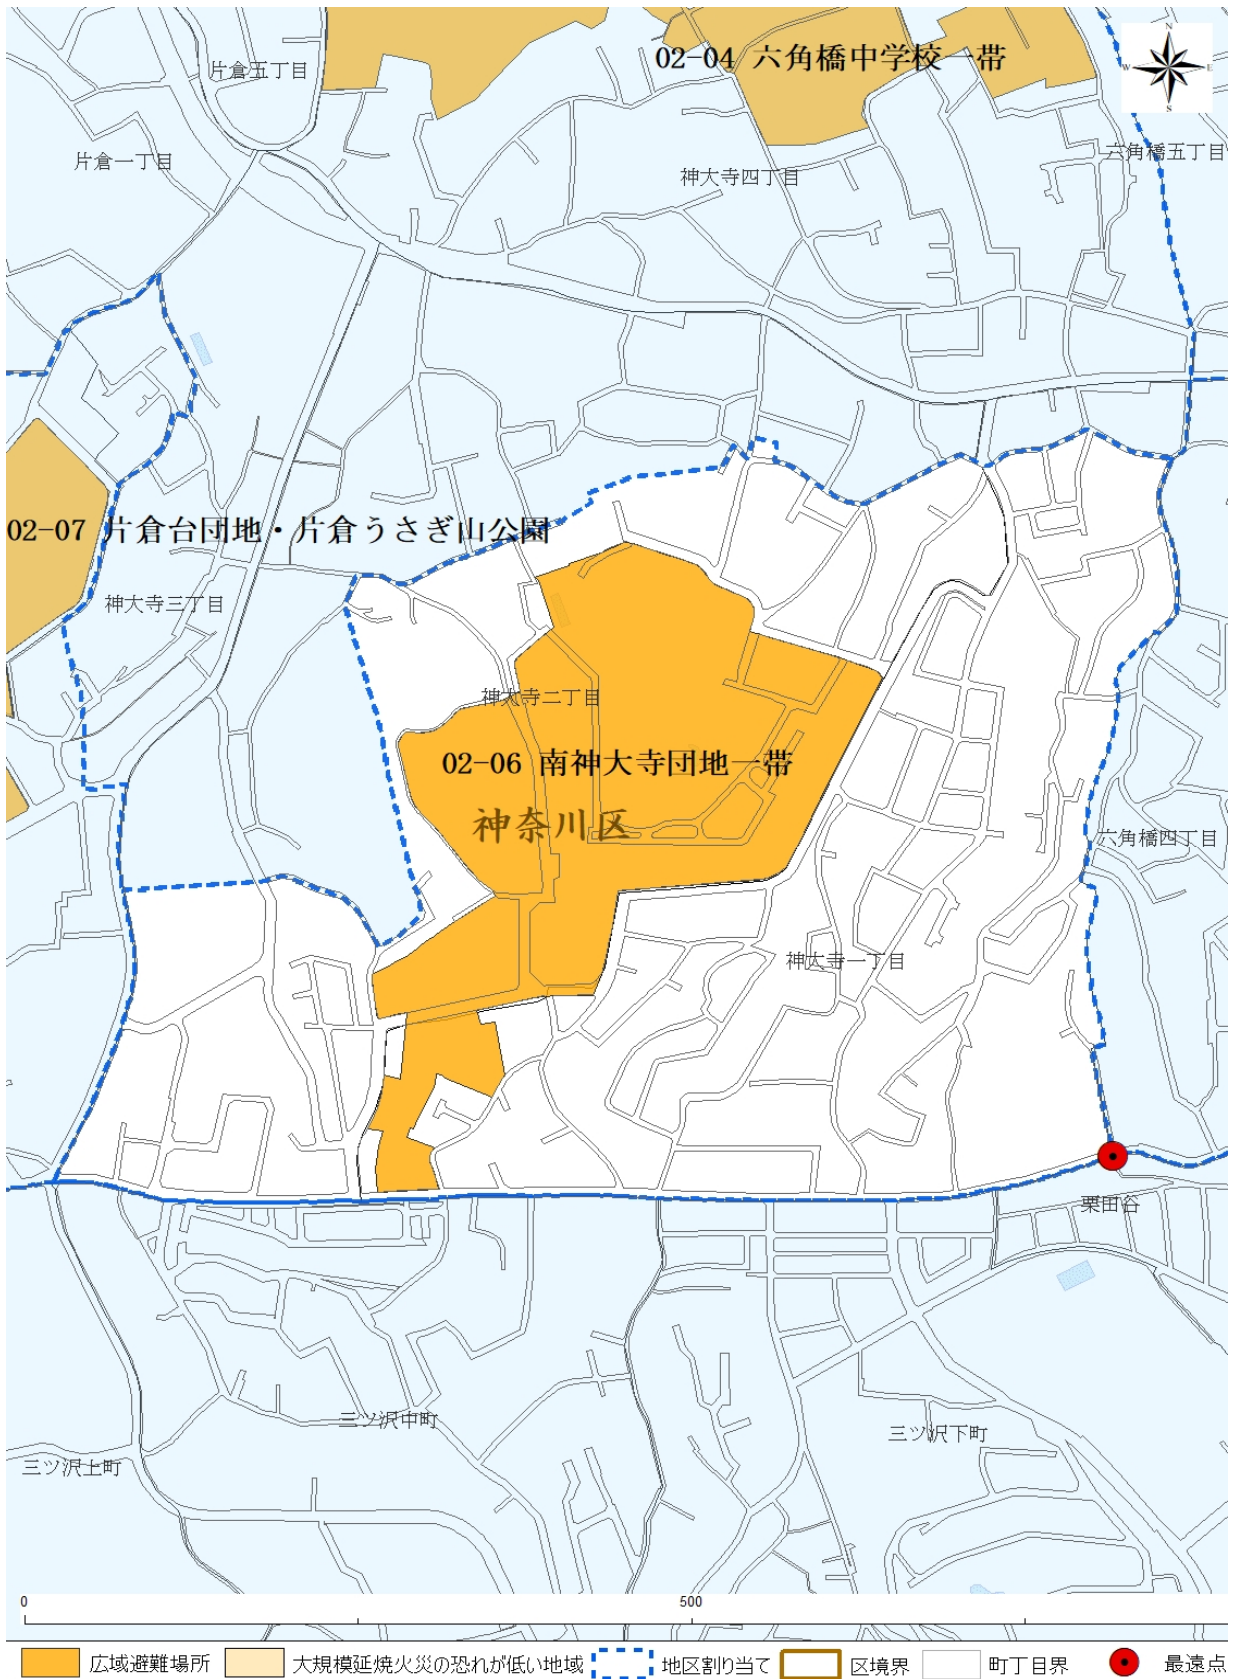 02-04 六角橋中学校一帯
N
W E
S
片倉五丁目
片倉一丁目
神大寺四丁目
六角橋五丁目
02-07 片倉台団地・片倉うさぎ山公園
神大寺三丁目
神大寺二丁目
02-06 南神大寺団地一帯
神奈川区
六角橋四丁目
神大寺一丁目
栗田谷
三ツ沢中町
三ツ沢下町
三ツ沢上町
0 500
広域避難場所 大規模延焼火災の恐れが低い地域 地区割り当て 区境界 町丁目界 最遠点